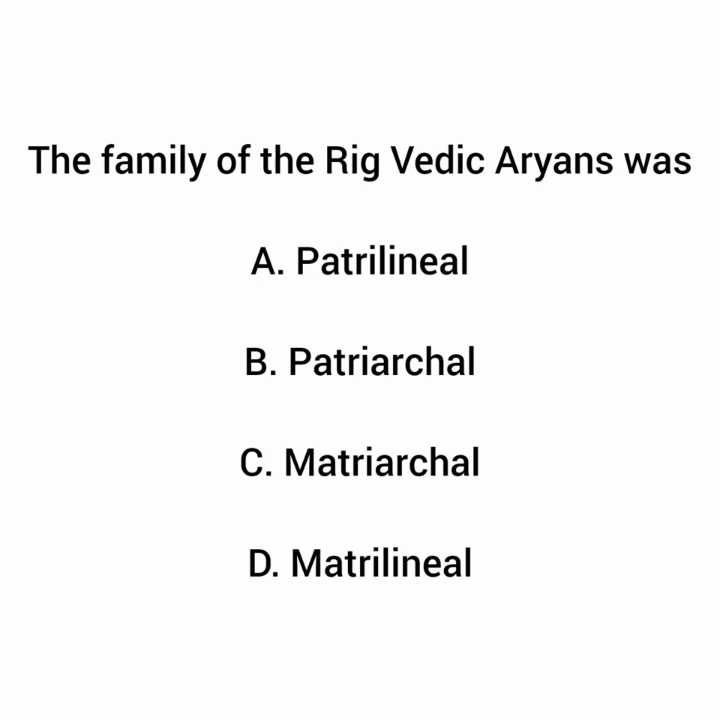 The family of the Rig Vedic Aryans was
A. Patrilineal
B. Patriarchal
C. Matriarchal
D. Matrilineal